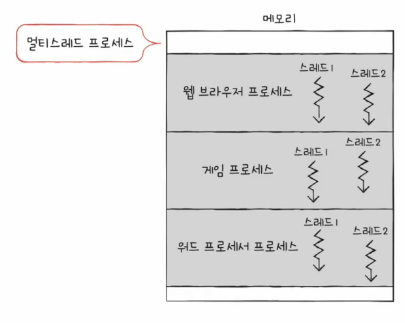 메모리
멀티스레드 프로세스
스레드1
스레드2
웹 브라우저 프로세스
스레드1
스레드2
게임 프로세스
스레드1
스레드2
워드 프로세서 프로세스